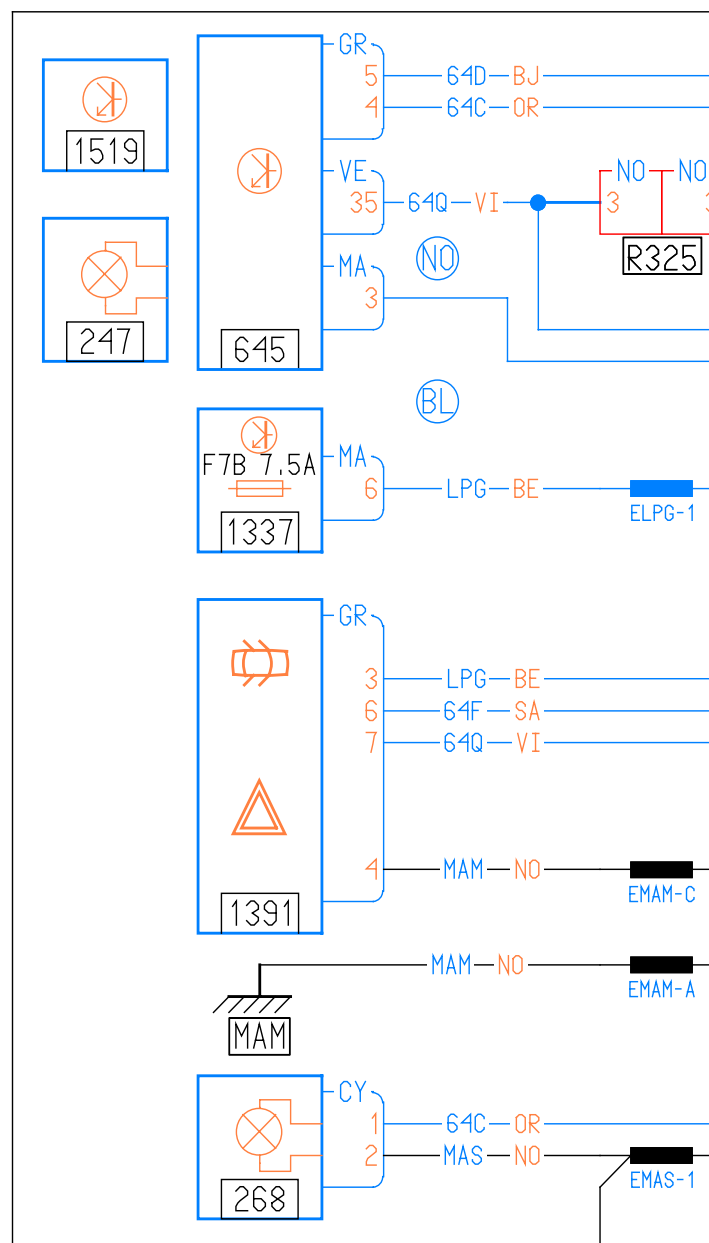 GR
5 64D BJ
4 64C OR
1519
VE
35 64Q VI
NO NO
3 3
R325
NO
MA
3
247
645
BL
F7B 7.5A
MA
6 LPG BE
ELPG-1
1337
GR
3 LPG BE
6 64F SA
7 64Q VI
4 MAM NO
EMAM-C
1391
MAM NO
EMAM-A
MAM
CY
1 64C OR
2 MAS NO
EMAS-1
268